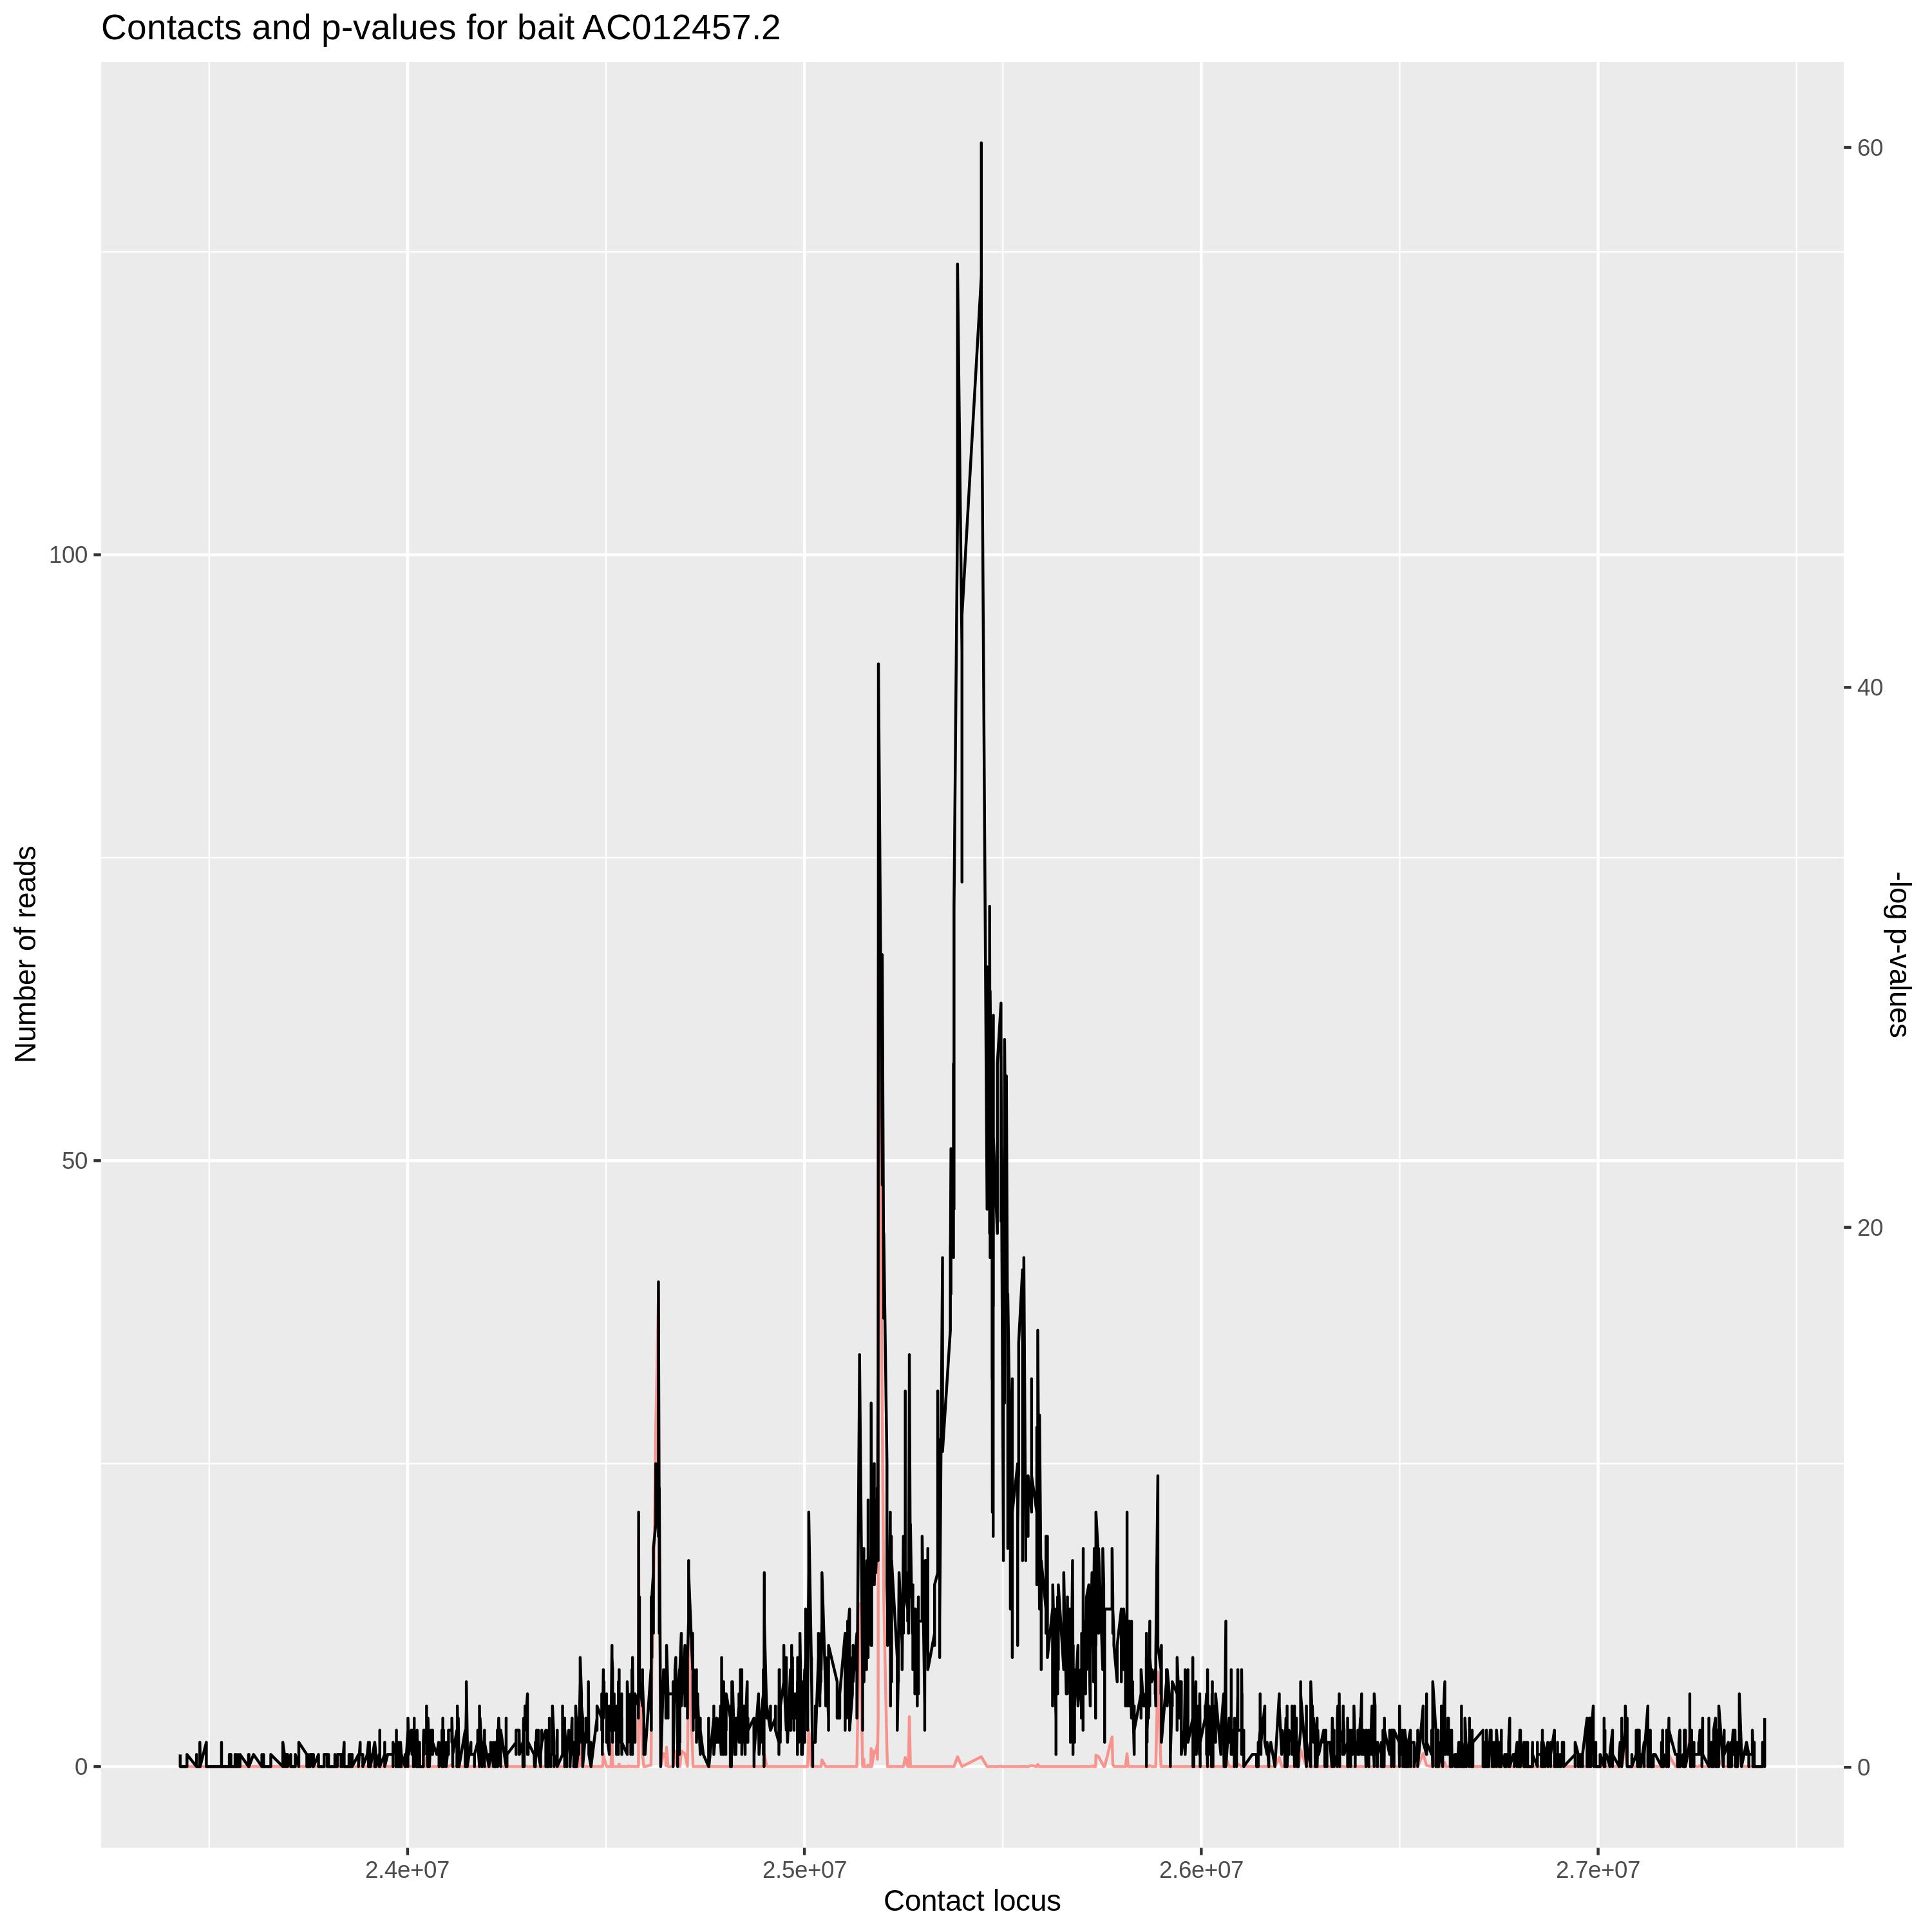 Contacts and p-values for bait AC012457.2
60
100
40
Number of reads
-log p-values
50
20
0
0
2.4e+07
2.5e+07
2.6e+07
2.7e+07
Contact locus